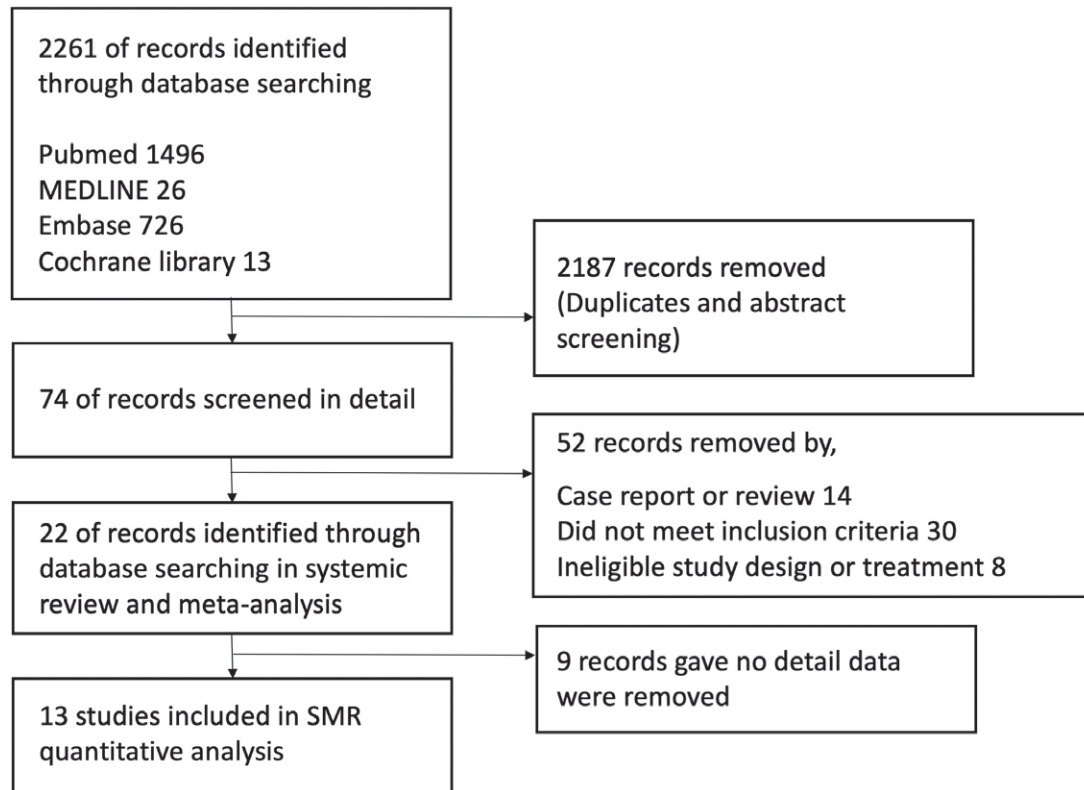 2261 of records identified
through database searching
Pubmed 1496
MEDLINE 26
Embase 726
Cochrane library 13
2187 records removed
(Duplicates and abstract
screening)
74 of records screened in detail
52 records removed by,
Case report or review 14
Did not meet inclusion criteria 30
Ineligible study design or treatment 8
22 of records identified through
database searching in systemic
review and meta-analysis
9 records gave no detail data
were removed
13 studies included in SMR
quantitative analysis